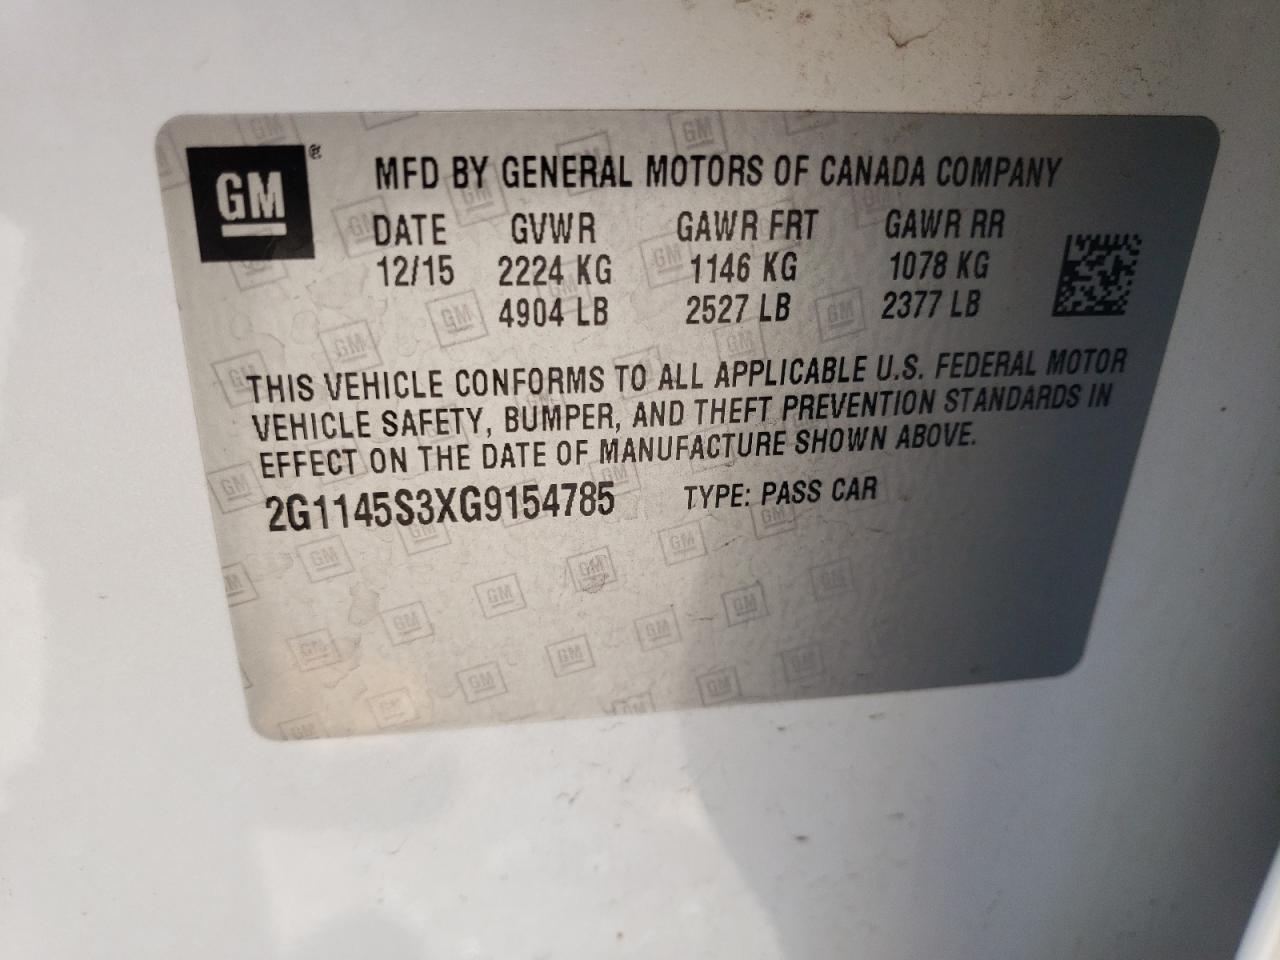 GM ® MFD BY GENERAL MOTORS OF CANADA COMPANY
DATE GVWR GAWR FRT GAWR RR
12/15 2224 KG 1146 KG 1078 KG
4904 LB 2527 LB 2377 LB
THIS VEHICLE CONFORMS TO ALL APPLICABLE U.S. FEDERAL MOTOR
VEHICLE SAFETY, BUMPER, AND THEFT PREVENTION STANDARDS IN
EFFECT ON THE DATE OF MANUFACTURE SHOWN ABOVE.
2G1145S3XG9154785 TYPE: PASS CAR